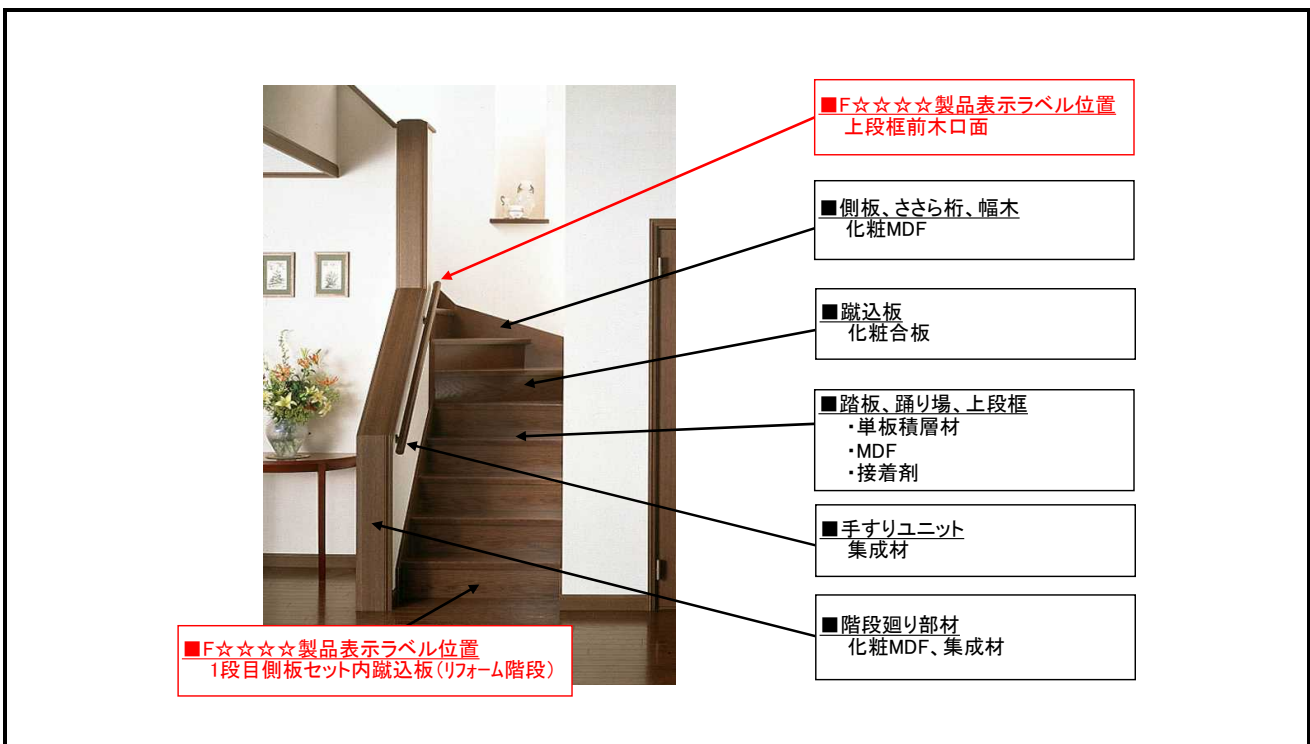 ■F☆☆☆☆製品表示ラベル位置
上段框前木口面
■側板、ささら桁、幅木
化粧MDF
■蹴込板
化粧合板
■踏板、踊り場、上段框
・単板積層材
・MDF
・接着剤
■手すりユニット
集成材
■階段廻り部材
化粧MDF、集成材
■F☆☆☆☆製品表示ラベル位置
1段目側板セット内蹴込板(リフォーム階段)